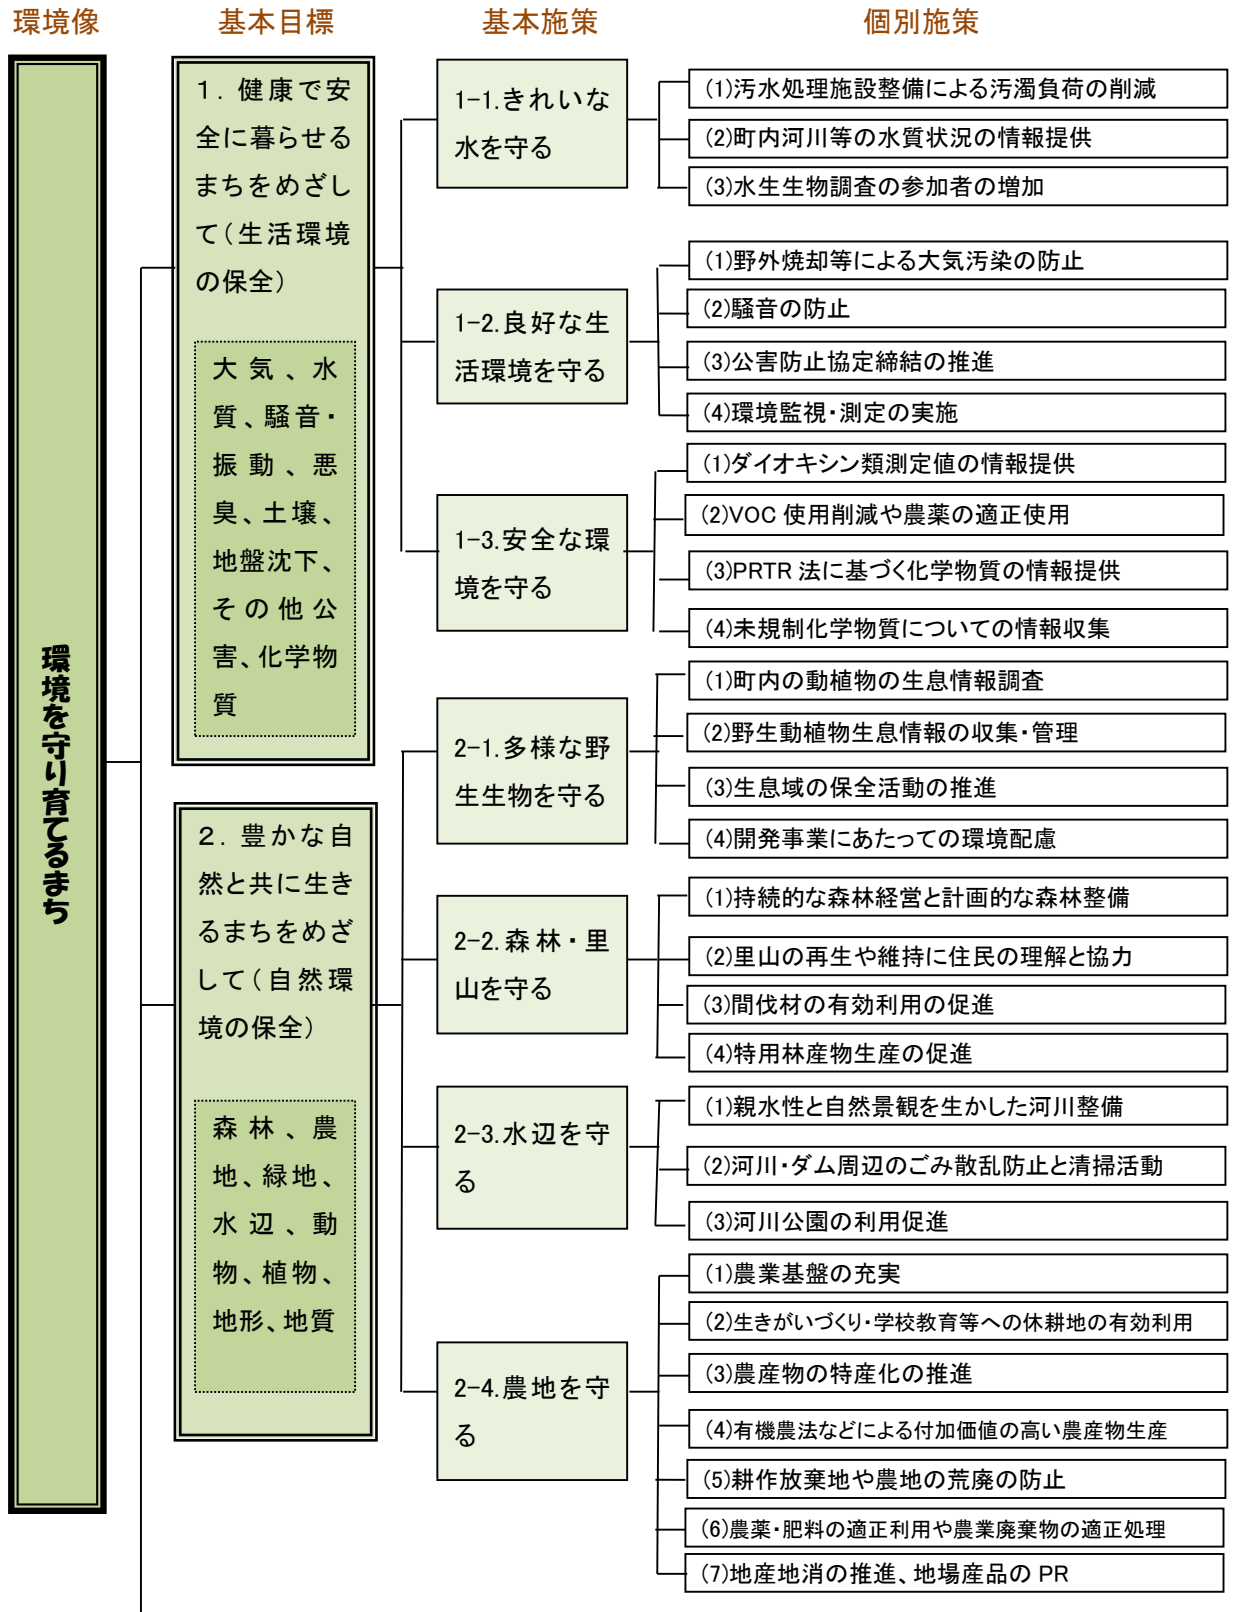 環境像
基本目標
基本施策
個別施策
環境を守り育てるまち
1. 健康で安
全に暮らせる
まちをめざし
て(生活環境
の保全)
大気、水
質、騒音・
振動、悪
臭、土壌、
地盤沈下、
その他公
害、化学物
質
1-1.きれいな
水を守る
(1)汚水処理施設整備による汚濁負荷の削減
(2)町内河川等の水質状況の情報提供
(3)水生生物調査の参加者の増加
1-2.良好な生
活環境を守る
(1)野外焼却等による大気汚染の防止
(2)騒音の防止
(3)公害防止協定締結の推進
(4)環境監視・測定の実施
1-3.安全な環
境を守る
(1)ダイオキシン類測定値の情報提供
(2)VOC 使用削減や農薬の適正使用
(3)PRTR 法に基づく化学物質の情報提供
(4)未規制化学物質についての情報収集
2. 豊かな自
然と共に生き
るまちをめざ
して(自然環
境の保全)
森林、農
地、緑地、
水辺、動
物、植物、
地形、地質
2-1.多様な野
生生物を守る
(1)町内の動植物の生息情報調査
(2)野生動植物生息情報の収集・管理
(3)生息域の保全活動の推進
(4)開発事業にあたっての環境配慮
2-2.森林・里
山を守る
(1)持続的な森林経営と計画的な森林整備
(2)里山の再生や維持に住民の理解と協力
(3)間伐材の有効利用の促進
(4)特用林産物生産の促進
2-3.水辺を守
る
(1)親水性と自然景観を生かした河川整備
(2)河川・ダム周辺のごみ散乱防止と清掃活動
(3)河川公園の利用促進
2-4.農地を守
る
(1)農業基盤の充実
(2)生きがいづくり・学校教育等への休耕地の有効利用
(3)農産物の特産化の推進
(4)有機農法などによる付加価値の高い農産物生産
(5)耕作放棄地や農地の荒廃の防止
(6)農薬・肥料の適正利用や農業廃棄物の適正処理
(7)地産地消の推進、地場産品の PR